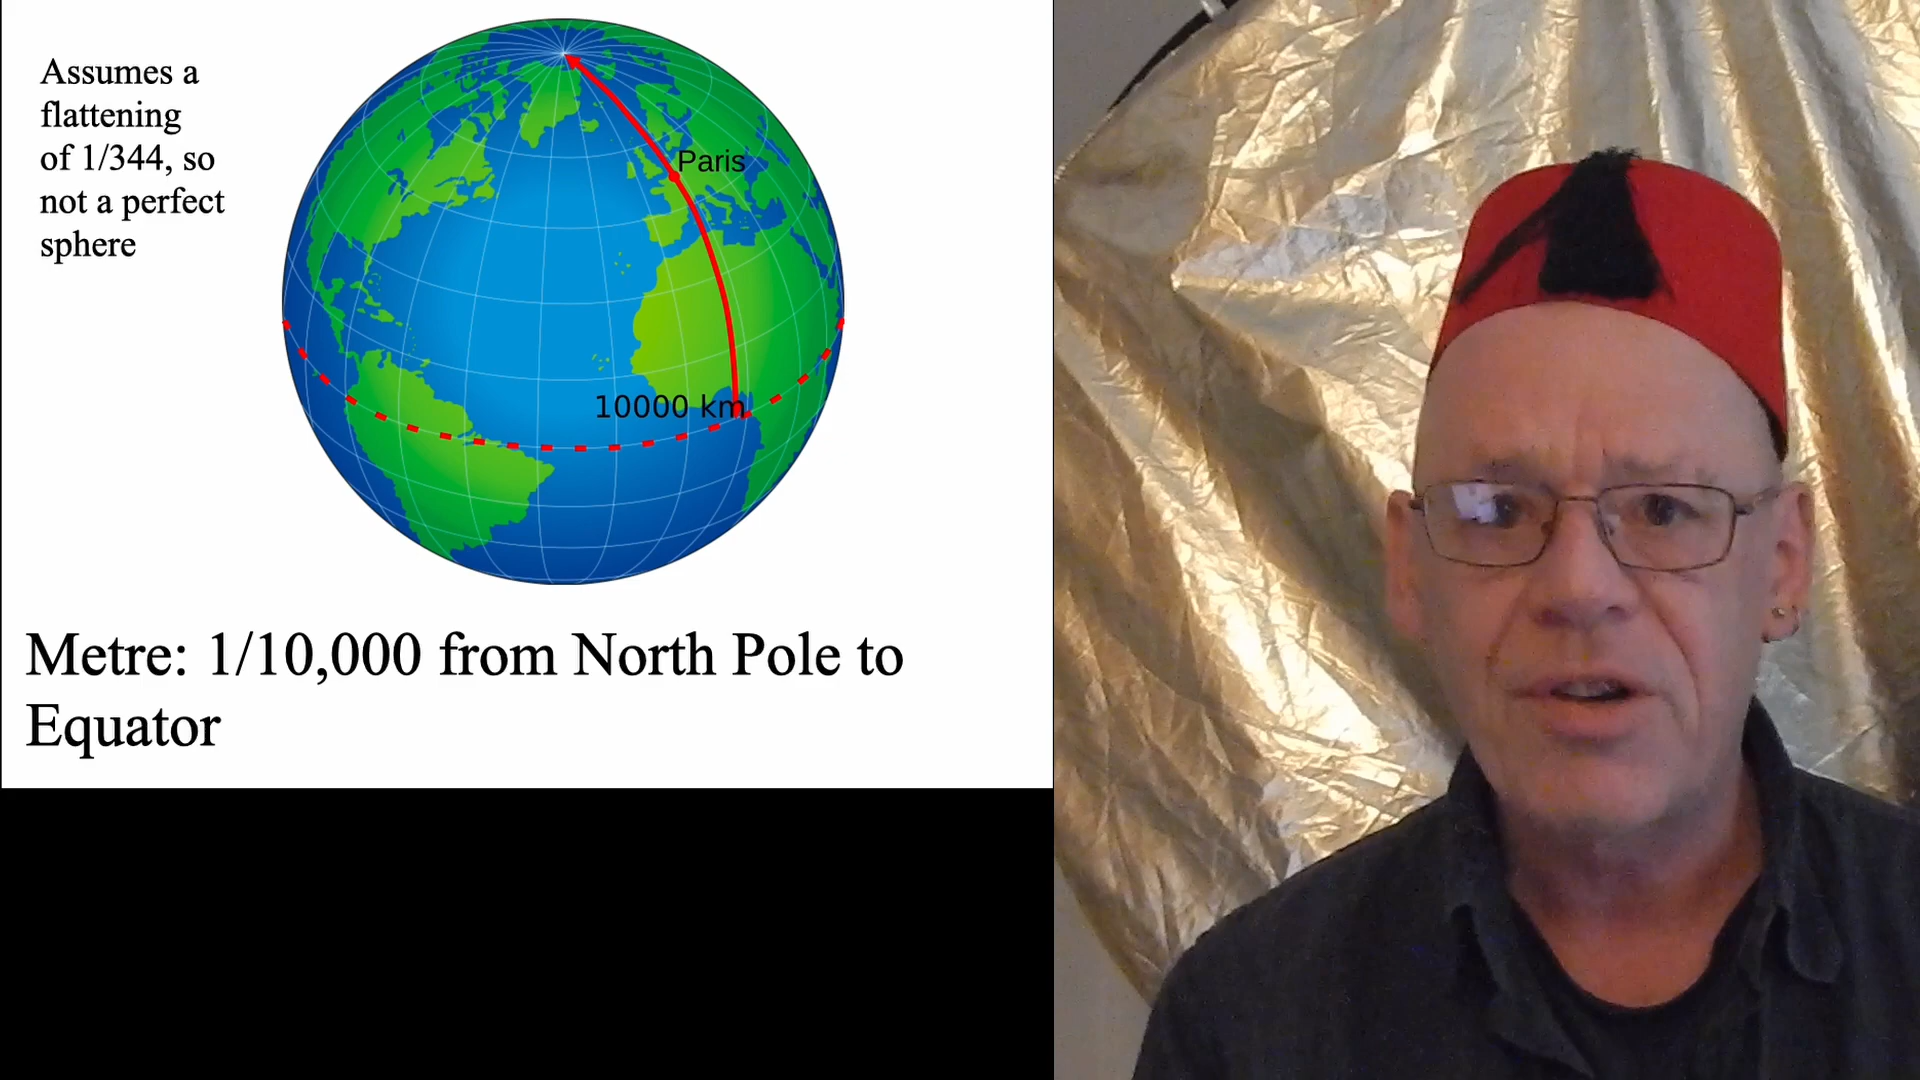 Assumes a
flattening
of 1/344, so
not a perfect
sphere
Paris
10000 km
Metre: 1/10,000 from North Pole to
Equator